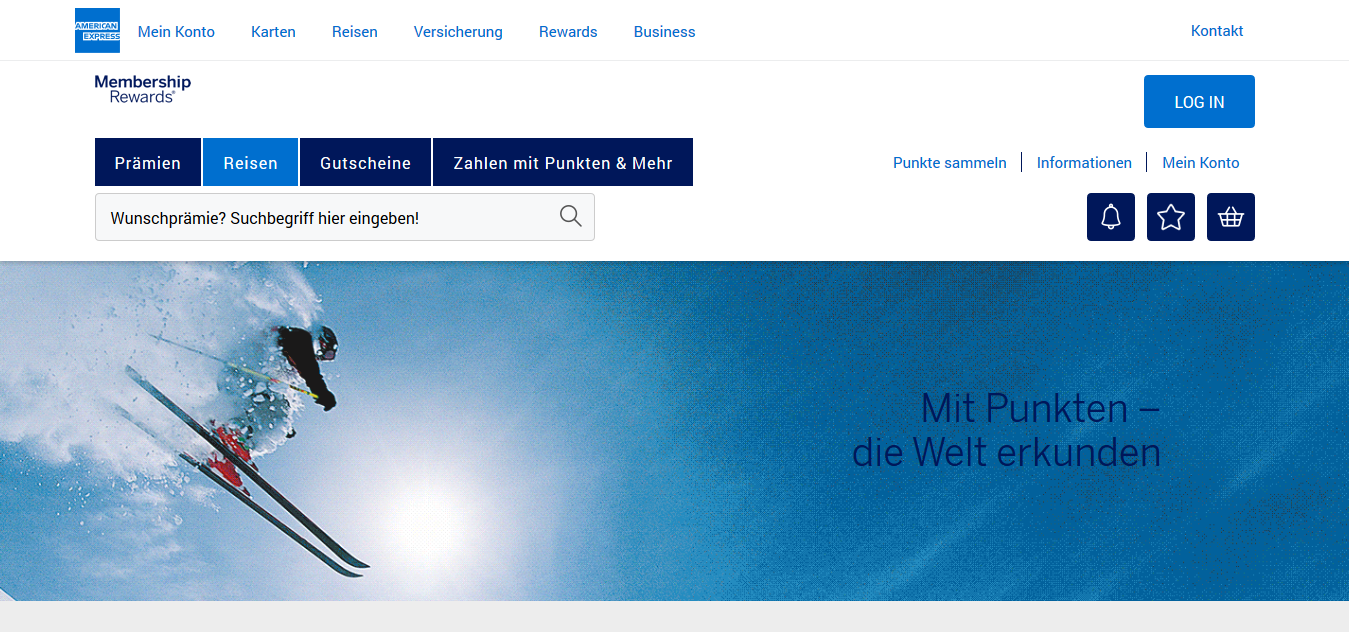 AMERICAN
EXPRESS
Mein Konto
Karten
Reisen
Versicherung
Rewards
Business
Kontakt
Membership
Rewards®
LOG IN
Prämien
Reisen
Gutscheine
Zahlen mit Punkten & Mehr
Punkte sammeln
Informationen
Mein Konto
Wunschprämie? Suchbegriff hier eingeben!
Mit Punkten –
die Welt erkunden